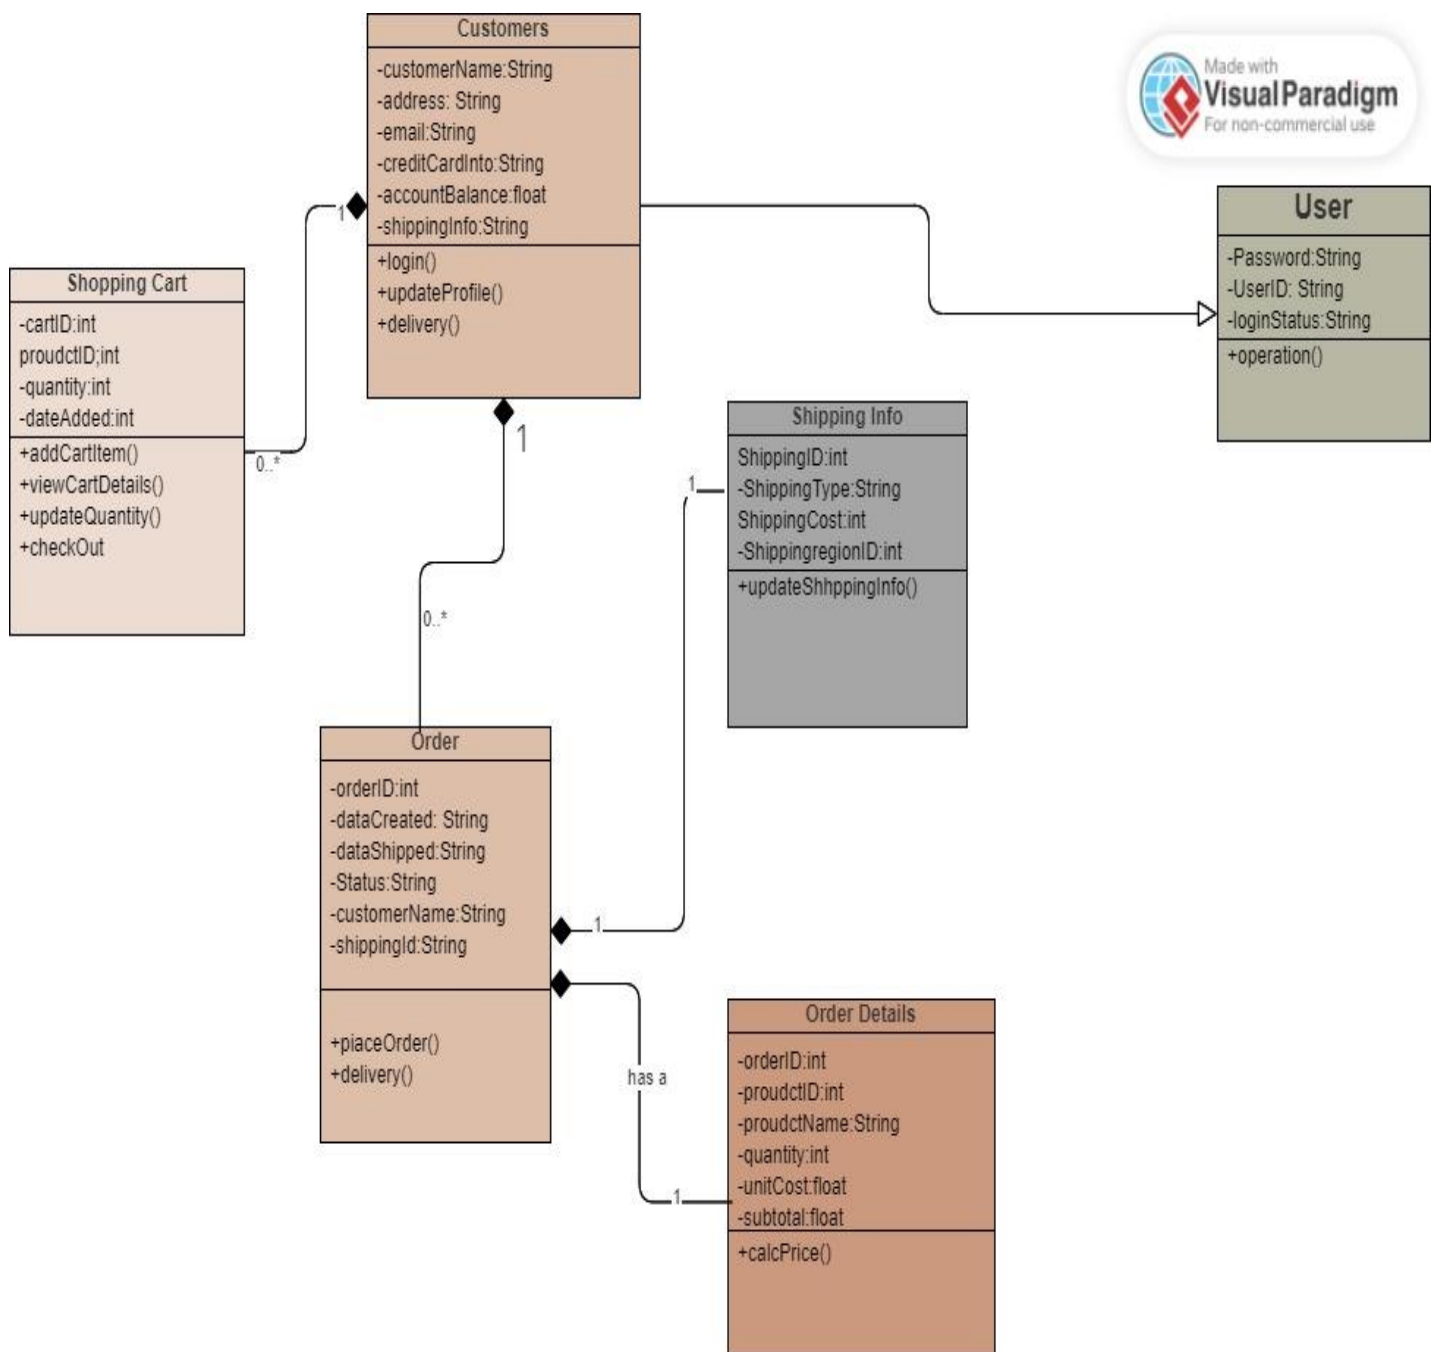 Customers
-customerName:String
-address: String
-email:String
-creditCardInto:String
-accountBalance:float
-shippingInfo:String
+login()
+updateProfile()
+delivery()
Made with
Visual Paradigm
For non-commercial use
User
-Password:String
-UserID: String
-loginStatus:String
+operation()
1
Shopping Cart
-cartID:int
proudctID;int
-quantity:int
-dateAdded:int
+addCartItem()
+viewCartDetails()
+updateQuantity()
+checkOut
0..*
1
0..*
Shipping Info
ShippingID:int
-ShippingType:String
ShippingCost:int
-ShippingregionID:int
+updateShhppingInfo()
1
Order
-orderID:int
-dataCreated: String
-dataShipped:String
-Status:String
-customerName:String
-shippingId:String
+piaceOrder()
+delivery()
1
has a
1
Order Details
-orderID:int
-proudctID:int
-proudctName:String
-quantity:int
-unitCost:float
-subtotal:float
+calcPrice()